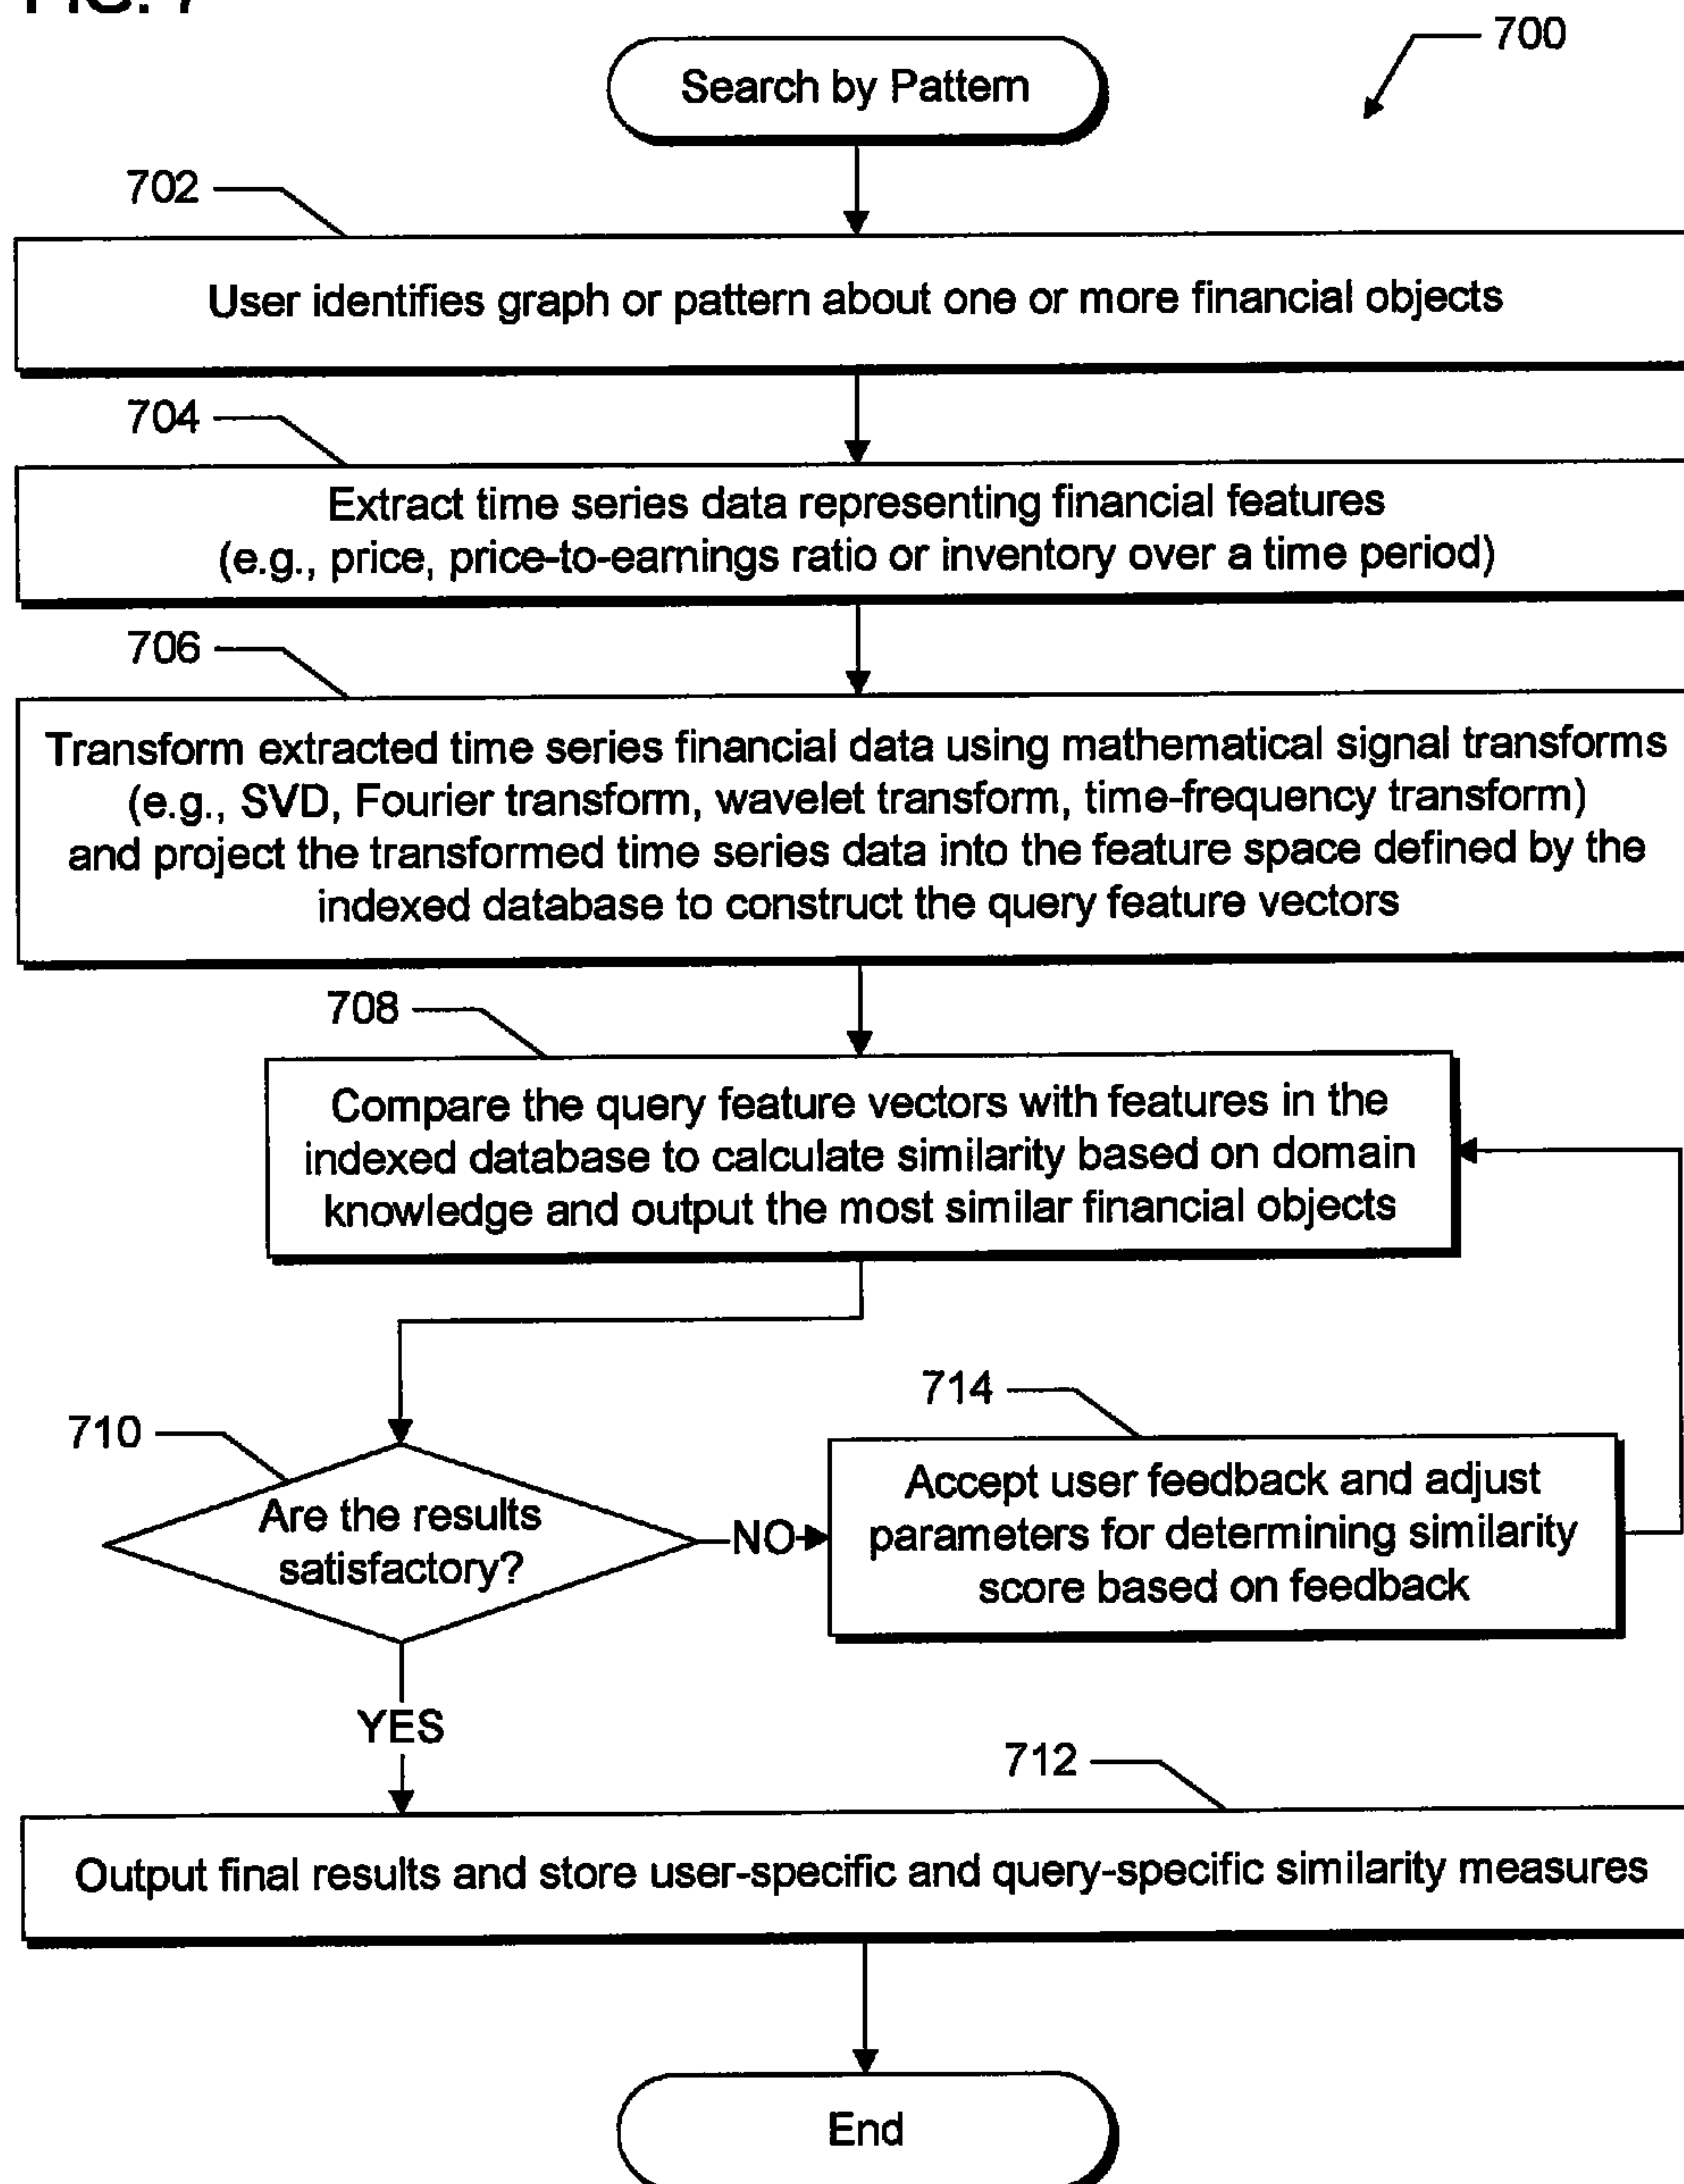 700
Search by Pattern
702
User identifies graph or pattern about one or more financial objects
704
Extract time series data representing financial features
(e.g., price, price-to-earnings ratio or inventory over a time period)
706
Transform extracted time series financial data using mathematical signal transforms
(e.g., SVD, Fourier transform, wavelet transform, time-frequency transform)
and project the transformed time series data into the feature space defined by the
indexed database to construct the query feature vectors
708
Compare the query feature vectors with features in the
indexed database to calculate similarity based on domain
knowledge and output the most similar financial objects
714
710
Accept user feedback and adjust
parameters for determining similarity
score based on feedback
Are the results
satisfactory?
NO
YES
712
Output final results and store user-specific and query-specific similarity measures
End